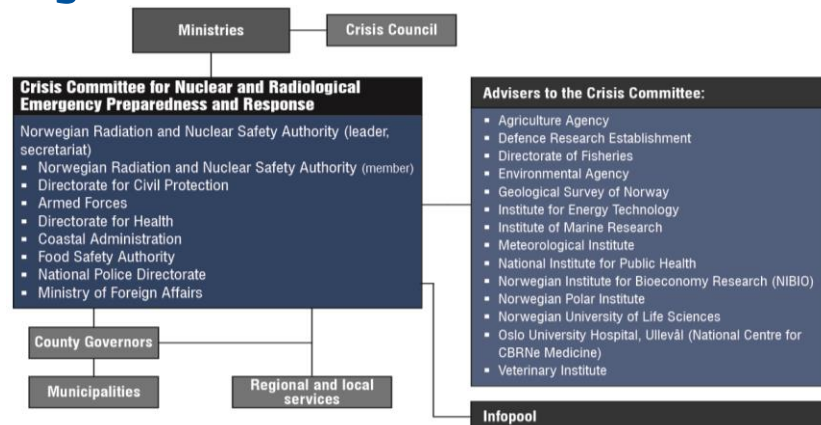 Ministries
Crisis Council
Crisis Committee for Nuclear and Radiological
Emergency Preparedness and Response
Norwegian Radiation and Nuclear Safety Authority (leader,
secretariat)
▪ Norwegian Radiation and Nuclear Safety Authority (member)
▪ Directorate for Civil Protection
▪ Armed Forces
▪ Directorate for Health
▪ Coastal Administration
▪ Food Safety Authority
▪ National Police Directorate
▪ Ministry of Foreign Affairs
Advisers to the Crisis Committee:
▪ Agriculture Agency
▪ Defence Research Establishment
▪ Directorate of Fisheries
▪ Environmental Agency
▪ Geological Survey of Norway
▪ Institute for Energy Technology
▪ Institute of Marine Research
▪ Meteorological Institute
▪ National Institute for Public Health
▪ Norwegian Institute for Bioeconomy Research (NIBIO)
▪ Norwegian Polar Institute
▪ Norwegian University of Life Sciences
▪ Oslo University Hospital, Ullevål (National Centre for
CBRNe Medicine)
▪ Veterinary Institute
County Governors
Municipalities
Regional and local
services
Infopool